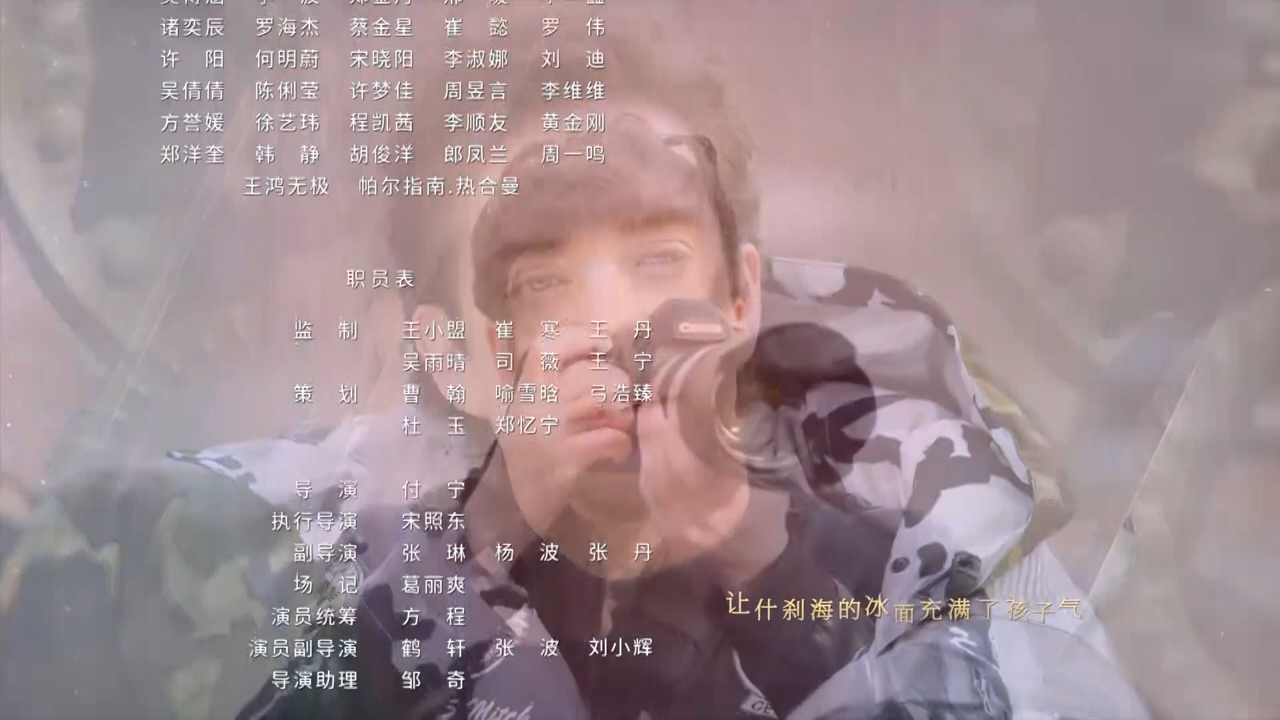 诸奕辰 罗海杰 蔡金星 崔 懿 罗 伟
许 阳 何明蔚 宋晓阳 李淑娜 刘 迪
吴倩倩 陈俐莹 许梦佳 周昱言 李维维
方誉媛 徐艺玮 程凯茜 李顺友 黄金刚
郑洋奎 韩 静 胡俊洋 郎凤兰 周一鸣
王鸿无极 帕尔指南.热合曼
职员表
监 制 王小盟 崔 寒 王 丹
吴雨晴 司 薇 王 宁
策 划 曹 翰 喻雪晗 弓浩臻
杜 玉 郑忆宁
导 演 付 宁
执行导演 宋照东
副导演 张 琳 杨 波 张 丹
场 记 葛丽爽
让什刹海的冰面充满了孩子气
演员统筹 方 程
演员副导演 鹤 轩 张 波 刘小辉
导演助理 邹 奇